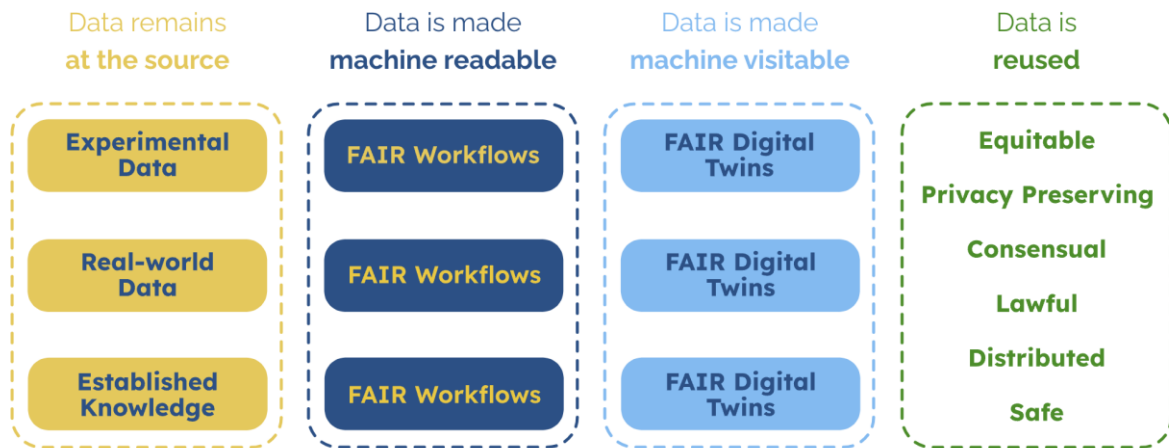 Data remains
at the source
Experimental
Data
Real-world
Data
Established
Knowledge
Data is made
machine readable
FAIR Workflows
FAIR Workflows
FAIR Workflows
Data is made
machine visitable
FAIR Digital
Twins
FAIR Digital
Twins
FAIR Digital
Twins
Data is
reused
Equitable
Privacy Preserving
Consensual
Lawful
Distributed
Safe